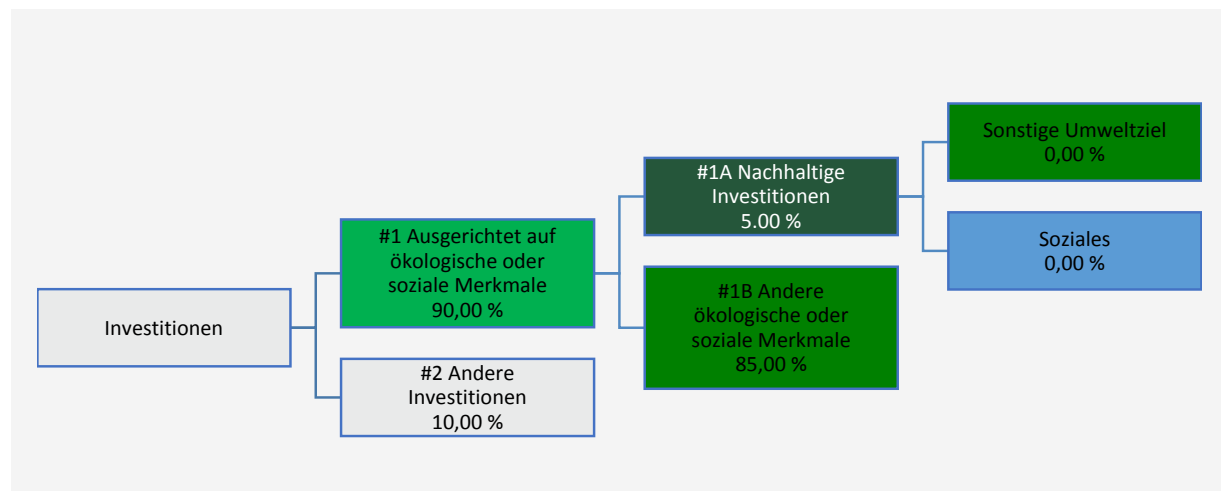 Investitionen
#1 Ausgerichtet auf
ökologische oder
soziale Merkmale
90,00 %
#2 Andere
Investitionen
10,00 %
#1A Nachhaltige
Investitionen
5.00 %
#1B Andere
ökologische oder
soziale Merkmale
85,00 %
Sonstige Umweltziel
0,00 %
Soziales
0,00 %